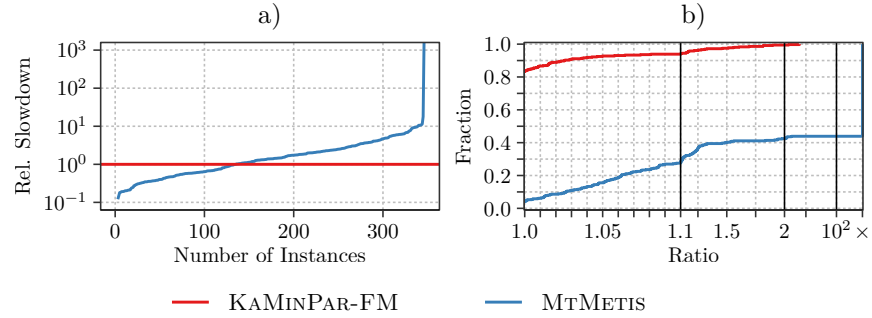 a)
Rel. Slowdown
10³
10²
10¹
10⁰
10⁻¹
0 100 200 300
Number of Instances
b)
Fraction
1.0
0.8
0.6
0.4
0.2
0.0
1.0 1.05 1.1 1.5 2 10² ×
Ratio
KAMINPAR-FM MTMETIS